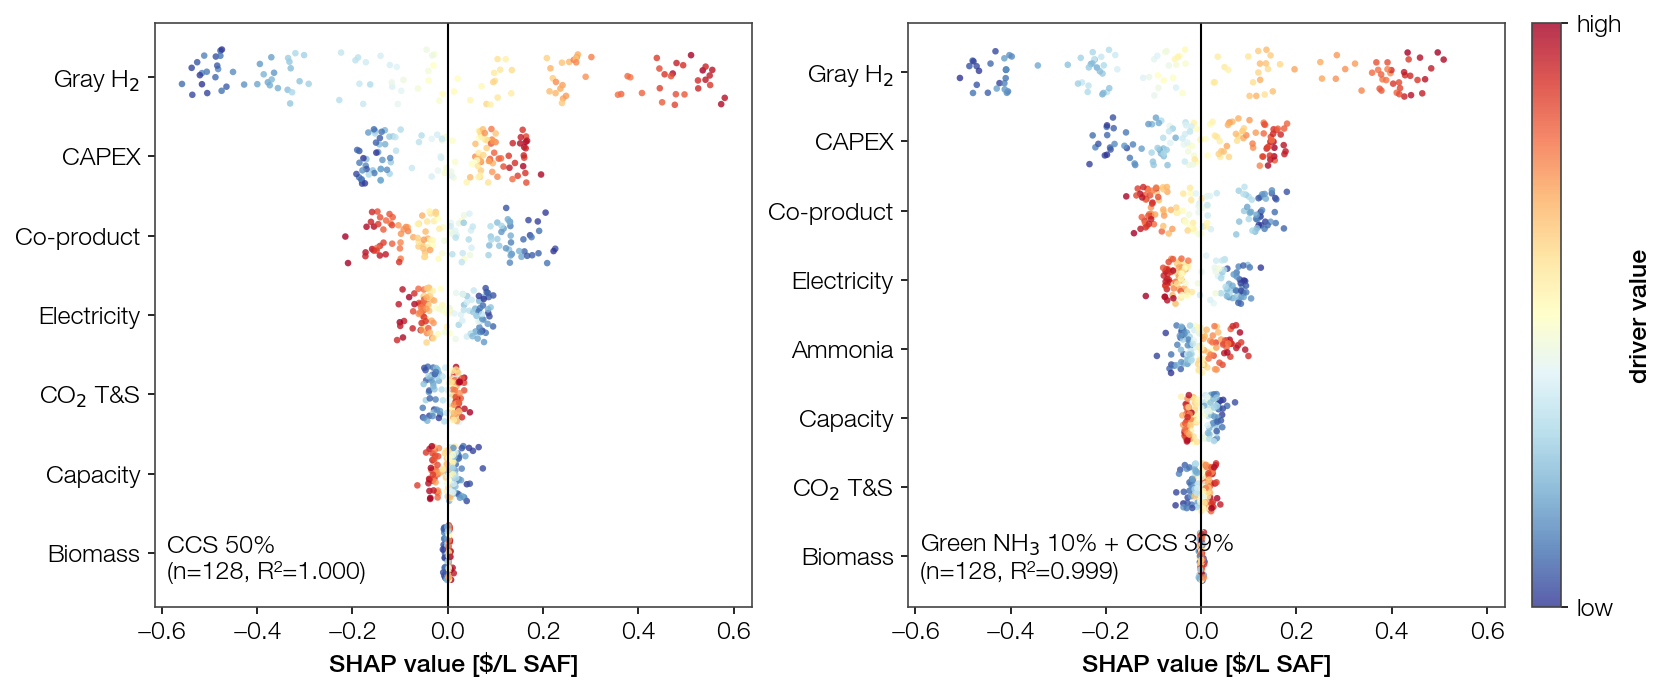 Gray H₂
CAPEX
Co-product
Electricity
CO₂ T&S
Capacity
Biomass
CCS 50%
(n=128, R²=1.000)
−0.6 −0.4 −0.2 0.0 0.2 0.4 0.6
SHAP value [$/L SAF]
Gray H₂
CAPEX
Co-product
Electricity
Ammonia
Capacity
CO₂ T&S
Biomass
Green NH₃ 10% + CCS 39%
(n=128, R²=0.999)
−0.6 −0.4 −0.2 0.0 0.2 0.4 0.6
SHAP value [$/L SAF]
high
driver value
low